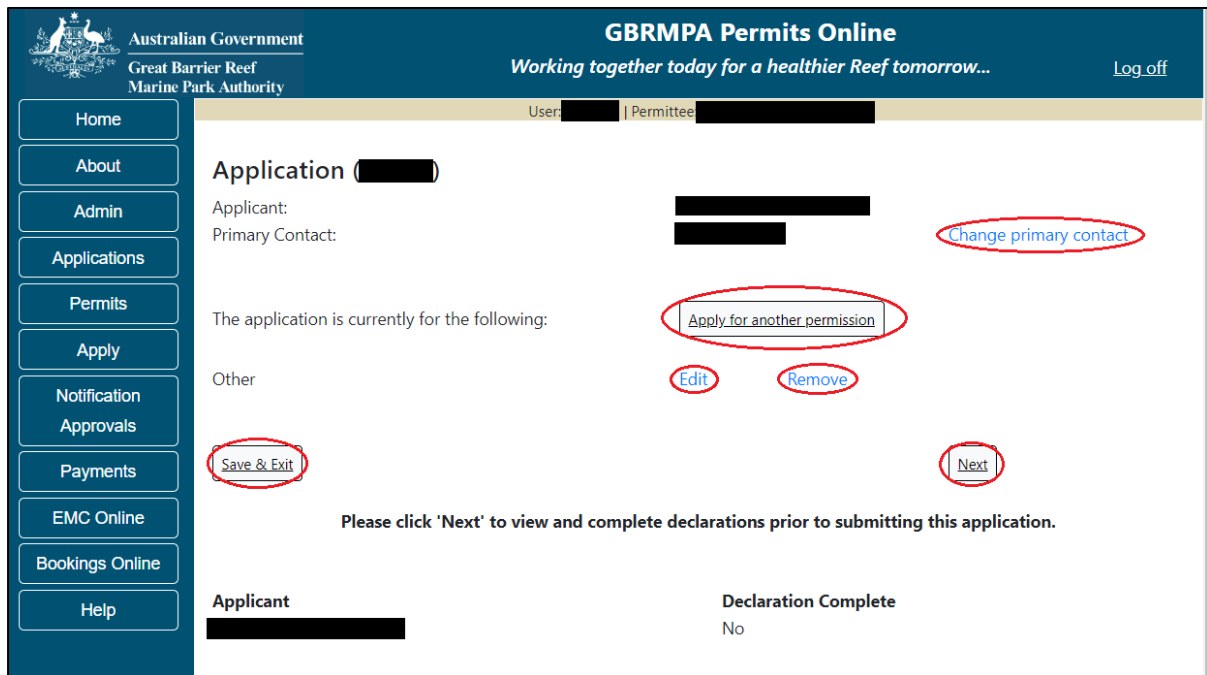 Australian Government
Great Barrier Reef
Marine Park Authority
GBRMPA Permits Online
Working together today for a healthier Reef tomorrow...
Log off
Home
About
Admin
Applications
Permits
Apply
Notification
Approvals
Payments
EMC Online
Bookings Online
Help
User: | Permittee:
Application ( )
Applicant:
Primary Contact: Change primary contact
The application is currently for the following: Apply for another permission
Other Edit Remove
Save & Exit Next
Please click 'Next' to view and complete declarations prior to submitting this application.
Applicant Declaration Complete
No